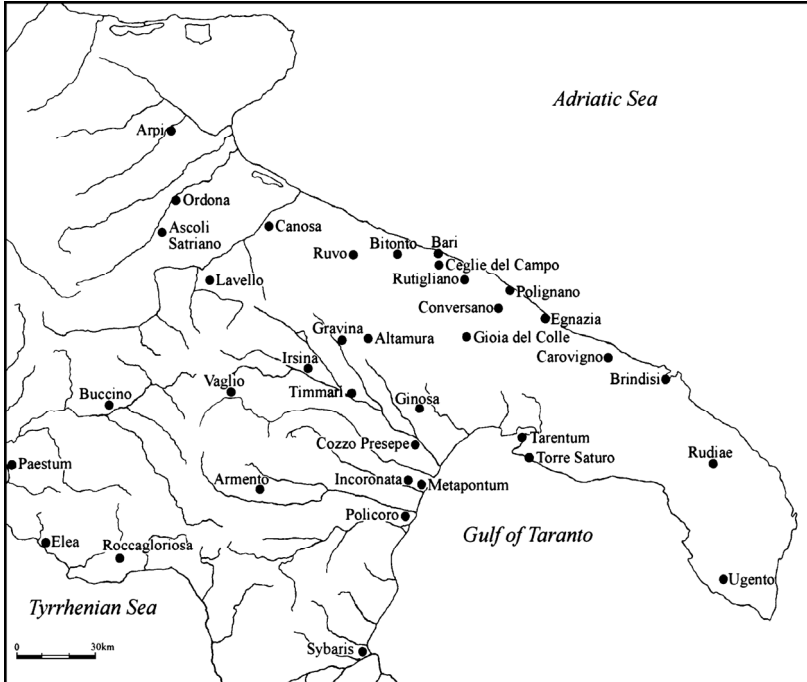 Adriatic Sea
Arpi
Ordona
Ascoli
Satriano
Canosa
Ruvo
Bitonto
Bari
Ceglie del Campo
Rutigliano
Lavello
Polignano
Conversano
Egnazia
Gravina
Altamura
Gioia del Colle
Carovigno
Irsina
Brindisi
Vaglio
Timmari
Buccino
Ginosa
Cozzo Presepe
Tarentum
Torre Saturo
Rudiae
Paestum
Armento
Incoronata
Metapontum
Policoro
Gulf of Taranto
Elea
Roccagloriosa
Ugento
Tyrrhenian Sea
0 30km
Sybaris